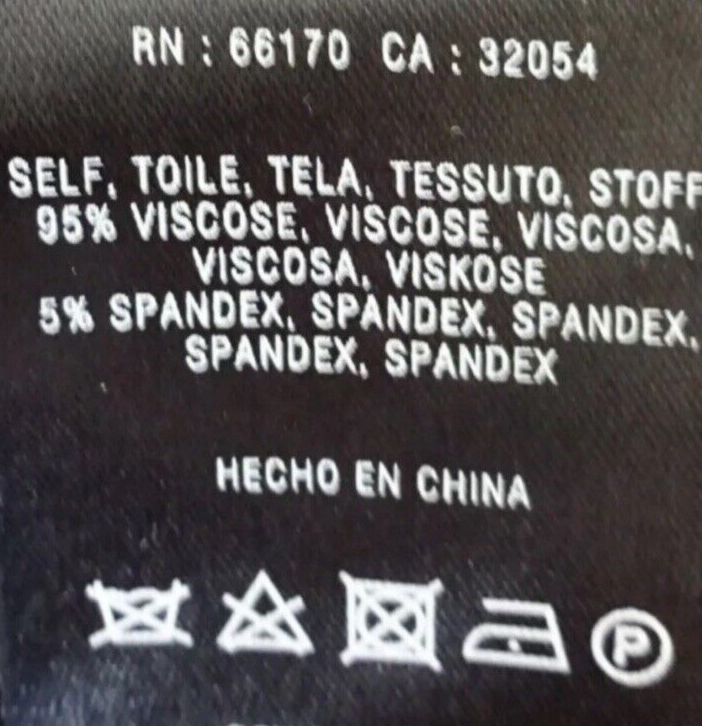 RN : 66170 CA : 32054
SELF, TOILE, TELA, TESSUTO, STOFF
95% VISCOSE, VISCOSE, VISCOSA,
VISCOSA, VISKOSE
5% SPANDEX, SPANDEX, SPANDEX,
SPANDEX, SPANDEX
HECHO EN CHINA
P